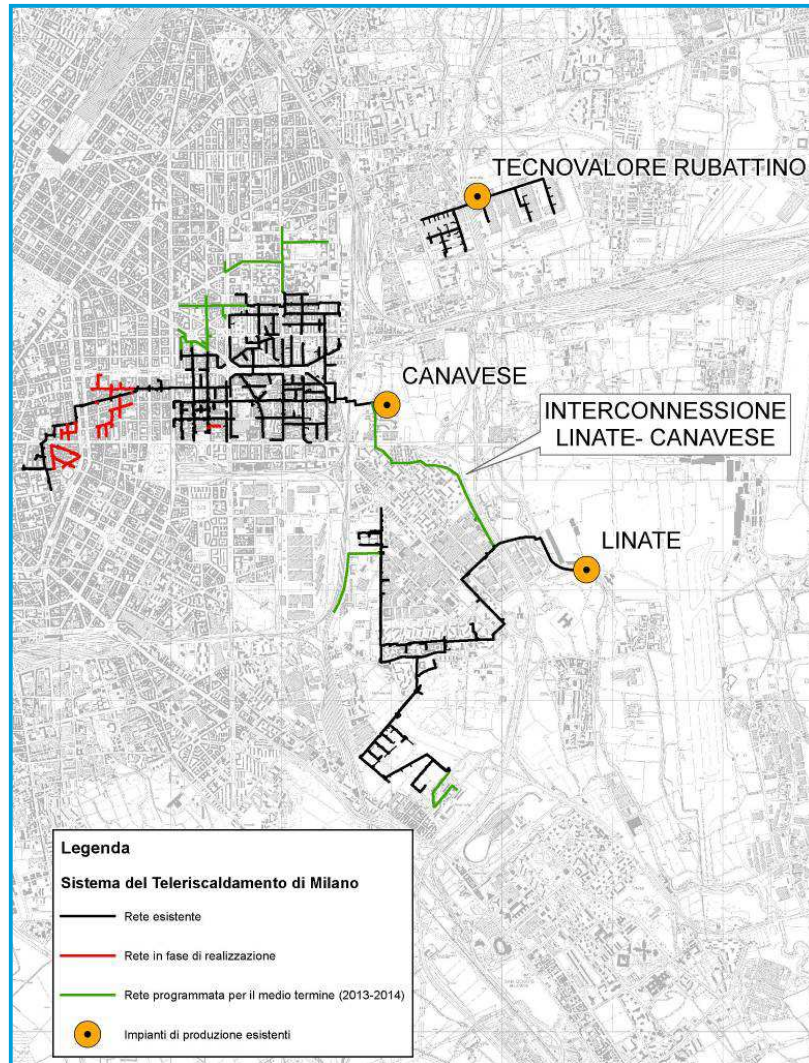 TECNOVALORE RUBATTINO
CANAVESE
INTERCONNESSIONE
LINATE- CANAVESE
LINATE
Legenda
Sistema del Teleriscaldamento di Milano
Rete esistente
Rete in fase di realizzazione
Rete programmata per il medio termine (2013-2014)
Impianti di produzione esistenti